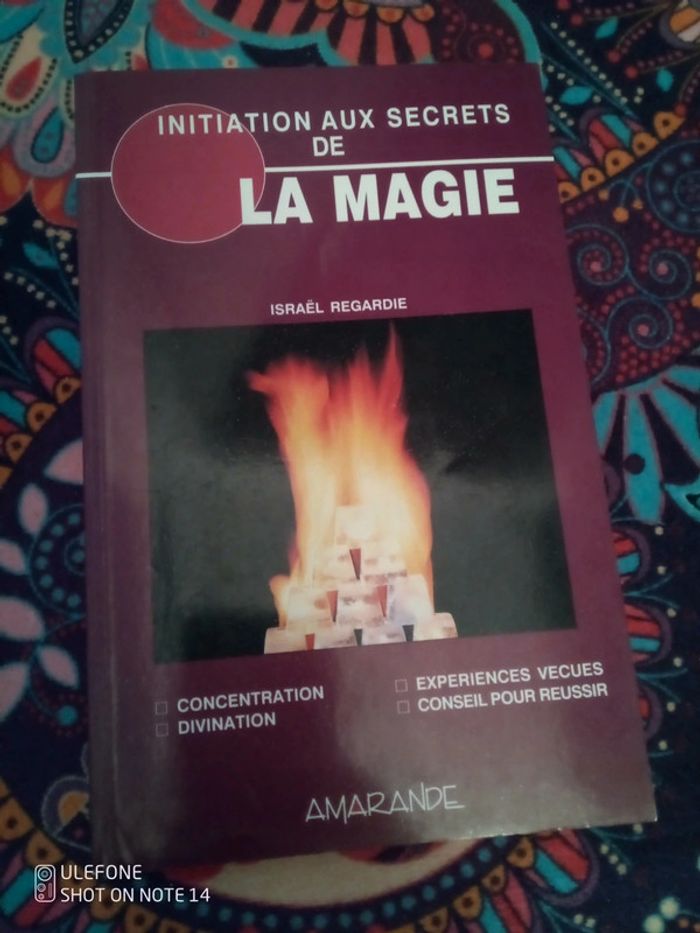 INITIATION AUX SECRETS
DE
LA MAGIE
ISRAËL REGARDIE
CONCENTRATION
DIVINATION
EXPERIENCES VECUES
CONSEIL POUR REUSSIR
AMARANDE
ULEFONE
SHOT ON NOTE 14